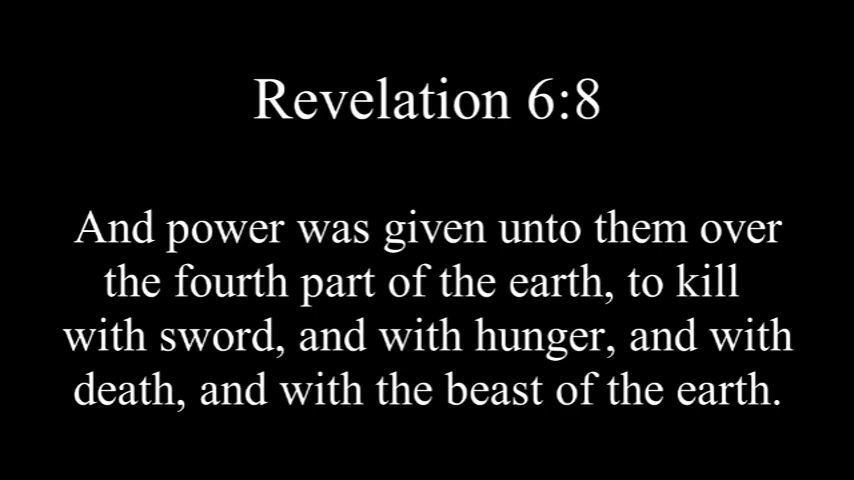 Revelation 6:8
And power was given unto them over
the fourth part of the earth, to kill
with sword, and with hunger, and with
death, and with the beast of the earth.